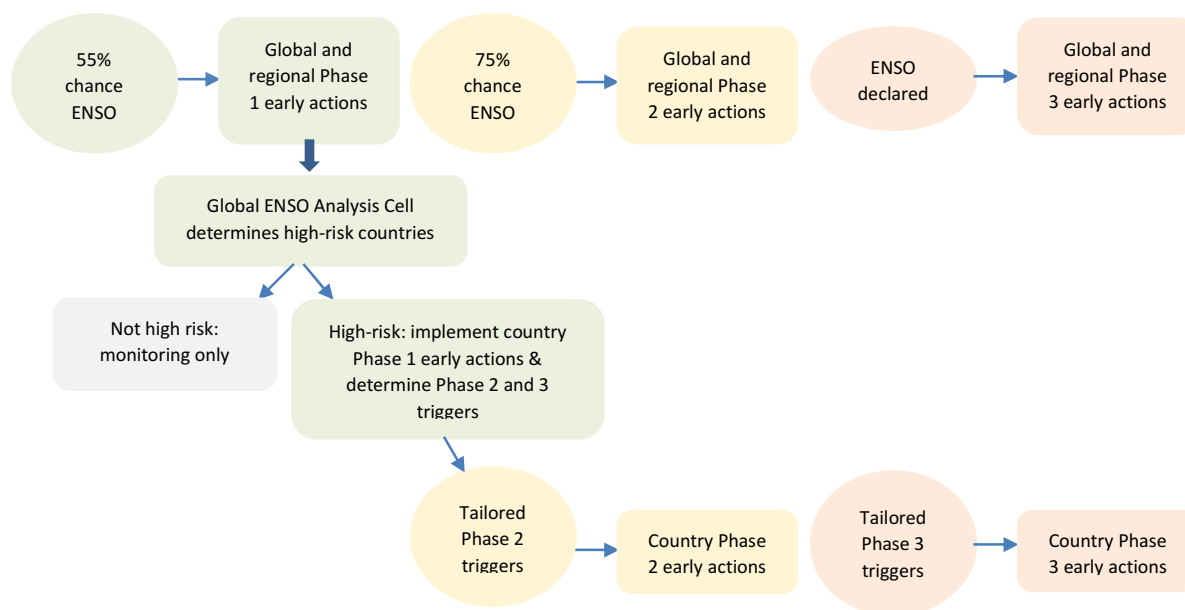 55%
chance
ENSO
Global and
regional Phase
1 early actions
75%
chance
ENSO
Global and
regional Phase
2 early actions
ENSO
declared
Global and
regional Phase
3 early actions
Global ENSO Analysis Cell
determines high-risk countries
Not high risk:
monitoring only
High-risk: implement country
Phase 1 early actions &
determine Phase 2 and 3
triggers
Tailored
Phase 2
triggers
Country Phase
2 early actions
Tailored
Phase 3
triggers
Country Phase
3 early actions